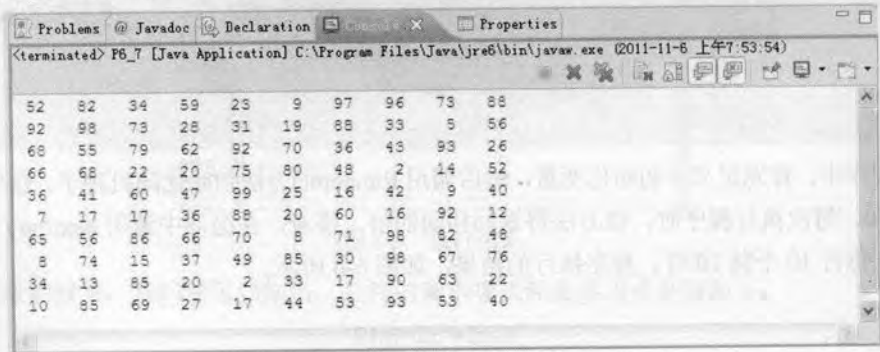 Problems @ Javadoc Declaration Console Properties
<terminated> P6_7 [Java Application] C:\Program Files\Java\jre6\bin\javaw.exe (2011-11-6 上午7:53:54)
52 82 34 59 23 9 97 96 73 88
92 98 73 28 31 19 88 33 5 56
68 55 79 62 92 70 36 43 93 26
66 68 22 20 75 80 48 2 44 52
36 41 60 47 99 25 16 42 9 40
7 17 17 36 88 20 60 16 92 12
65 56 86 66 70 8 71 98 82 48
8 74 15 37 49 85 30 98 67 76
34 13 85 20 2 33 17 90 63 22
10 85 69 27 17 44 53 93 53 40